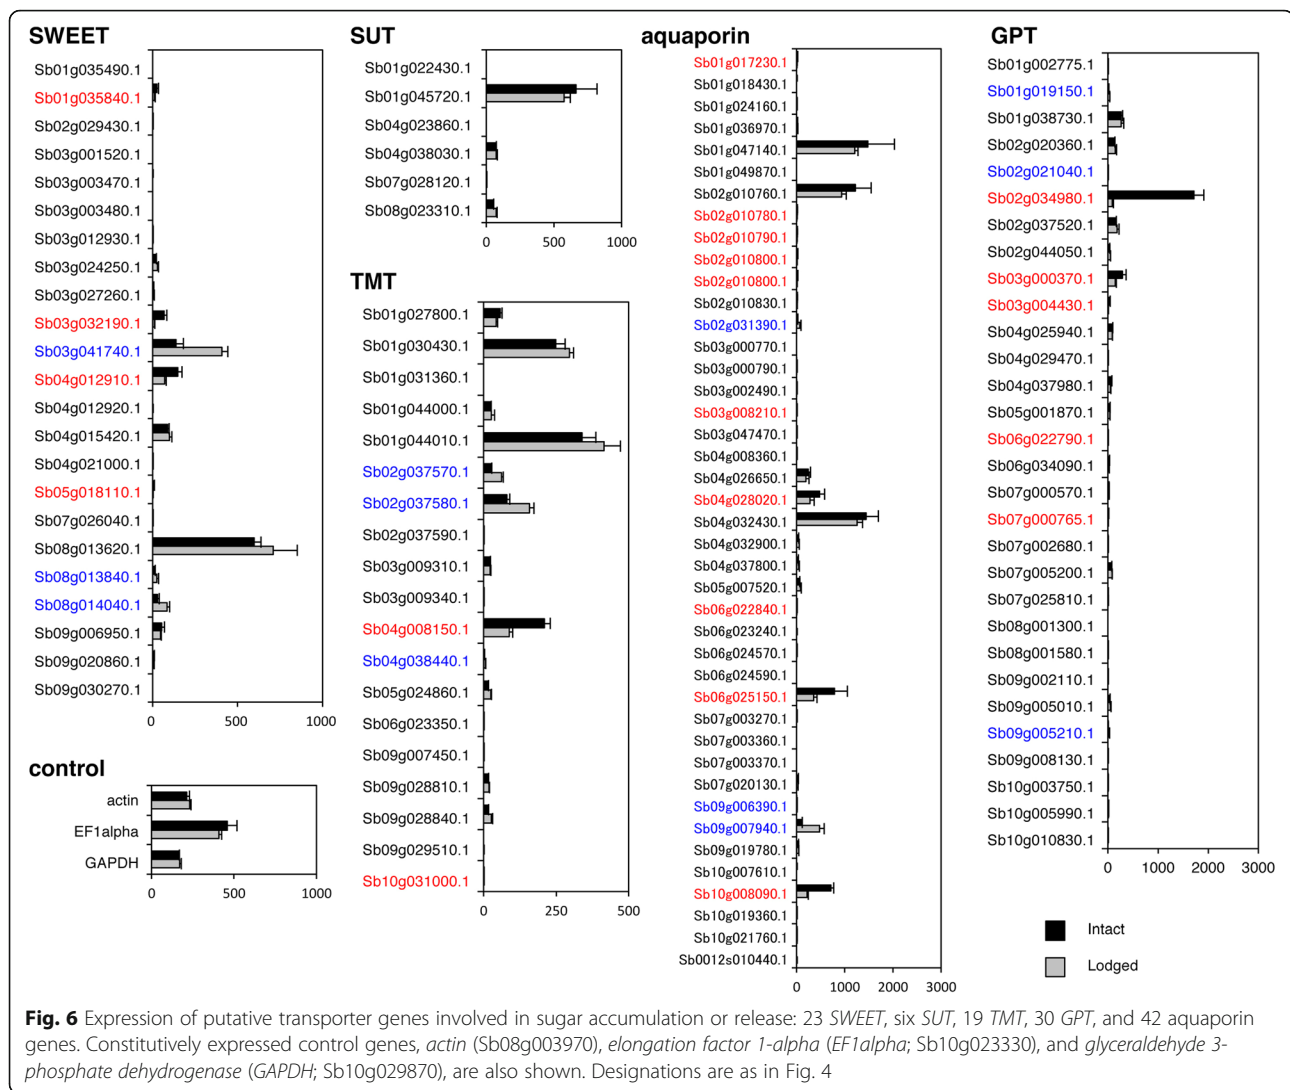 SWEET
Sb01g035490.1
Sb01g035840.1
Sb02g029430.1
Sb03g001520.1
Sb03g003470.1
Sb03g003480.1
Sb03g012930.1
Sb03g024250.1
Sb03g027260.1
Sb03g032190.1
Sb03g041740.1
Sb04g012910.1
Sb04g012920.1
Sb04g015420.1
Sb04g021000.1
Sb05g018110.1
Sb07g026040.1
Sb08g013620.1
Sb08g013840.1
Sb08g014040.1
Sb09g006950.1
Sb09g020860.1
Sb09g030270.1
0 500 1000
control
actin
EF1alpha
GAPDH
0 500 1000
SUT
Sb01g022430.1
Sb01g045720.1
Sb04g023860.1
Sb04g038030.1
Sb07g028120.1
Sb08g023310.1
0 500 1000
TMT
Sb01g027800.1
Sb01g030430.1
Sb01g031360.1
Sb01g044000.1
Sb01g044010.1
Sb02g037570.1
Sb02g037580.1
Sb02g037590.1
Sb03g009310.1
Sb03g009340.1
Sb04g008150.1
Sb04g038440.1
Sb05g024860.1
Sb06g023350.1
Sb09g007450.1
Sb09g028810.1
Sb09g028840.1
Sb09g029510.1
Sb10g031000.1
0 250 500
aquaporin
Sb01g017230.1
Sb01g018430.1
Sb01g024160.1
Sb01g036970.1
Sb01g047140.1
Sb01g049870.1
Sb02g010760.1
Sb02g010780.1
Sb02g010790.1
Sb02g010800.1
Sb02g010800.1
Sb02g010830.1
Sb02g031390.1
Sb03g000770.1
Sb03g000790.1
Sb03g002490.1
Sb03g008210.1
Sb03g047470.1
Sb04g008360.1
Sb04g026650.1
Sb04g028020.1
Sb04g032430.1
Sb04g032900.1
Sb04g037800.1
Sb05g007520.1
Sb06g022840.1
Sb06g023240.1
Sb06g024570.1
Sb06g024590.1
Sb06g025150.1
Sb07g003270.1
Sb07g003360.1
Sb07g003370.1
Sb07g020130.1
Sb09g006390.1
Sb09g007940.1
Sb09g019780.1
Sb10g007610.1
Sb10g008090.1
Sb10g019360.1
Sb10g021760.1
Sb0012s010440.1
0 1000 2000 3000
GPT
Sb01g002775.1
Sb01g019150.1
Sb01g038730.1
Sb02g020360.1
Sb02g021040.1
Sb02g034980.1
Sb02g037520.1
Sb02g044050.1
Sb03g000370.1
Sb03g004430.1
Sb04g025940.1
Sb04g029470.1
Sb04g037980.1
Sb05g001870.1
Sb06g022790.1
Sb06g034090.1
Sb07g000570.1
Sb07g000765.1
Sb07g002680.1
Sb07g005200.1
Sb07g025810.1
Sb08g001300.1
Sb08g001580.1
Sb09g002110.1
Sb09g005010.1
Sb09g005210.1
Sb09g008130.1
Sb10g003750.1
Sb10g005990.1
Sb10g010830.1
0 1000 2000 3000
Intact
Lodged
Fig. 6 Expression of putative transporter genes involved in sugar accumulation or release: 23 SWEET, six SUT, 19 TMT, 30 GPT, and 42 aquaporin
genes. Constitutively expressed control genes, actin (Sb08g003970), elongation factor 1-alpha (EF1alpha; Sb10g023330), and glyceraldehyde 3-
phosphate dehydrogenase (GAPDH; Sb10g029870), are also shown. Designations are as in Fig. 4